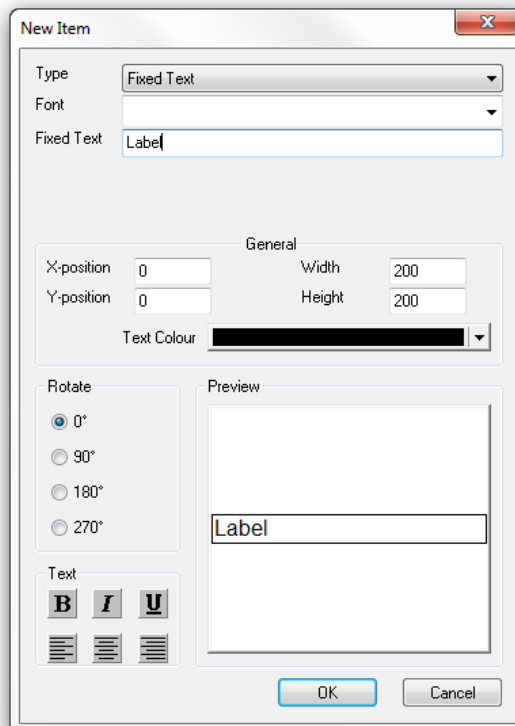 New Item
Type Fixed Text
Font
Fixed Text Label
General
X-position 0 Width 200
Y-position 0 Height 200
Text Colour
Rotate
0°
90°
180°
270°
Preview
Label
Text
B I U
OK Cancel